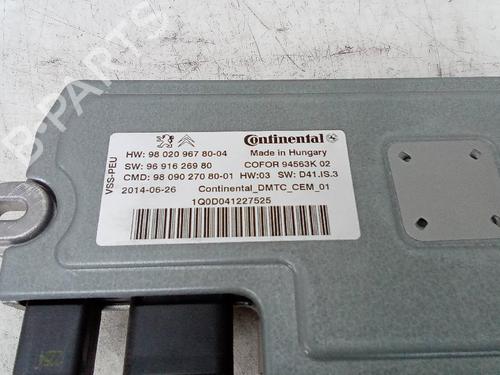 B-PARTS
VSS-PEU
Continental
HW: 98 020 967 80-04
Made in Hungary
SW: 96 916 269 80
COFOR 94563K 02
CMD: 98 090 270 80-01 HW:03 SW: D41.IS.3
2014-06-26 Continental_DMTC_CEM_01
1Q0D041227525